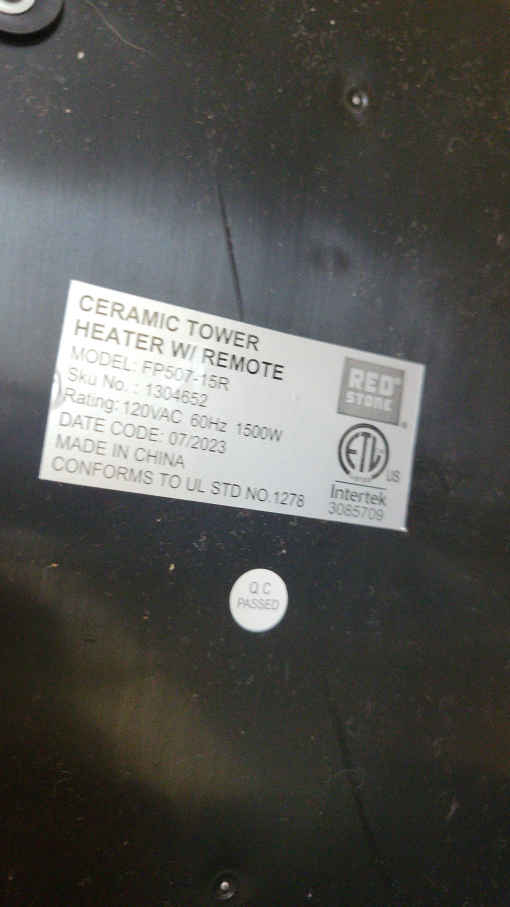 CERAMIC TOWER
HEATER W/ REMOTE
MODEL: FP507-15R
Sku No. : 1304652
Rating: 120VAC 60Hz 1500W
DATE CODE: 07/2023
MADE IN CHINA
CONFORMS TO UL STD NO.1278
RED
STONE
ETL
US
Intertek
3085709
Q C
PASSED